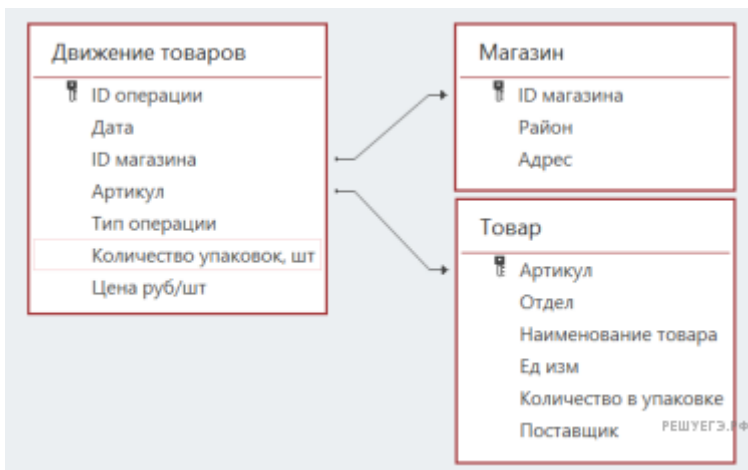 Движение товаров
ID операции
Дата
ID магазина
Артикул
Тип операции
Количество упаковок, шт
Цена руб/шт
Магазин
ID магазина
Район
Адрес
Товар
Артикул
Отдел
Наименование товара
Ед изм
Количество в упаковке
Поставщик
РЕШУЕГЭ.РФ